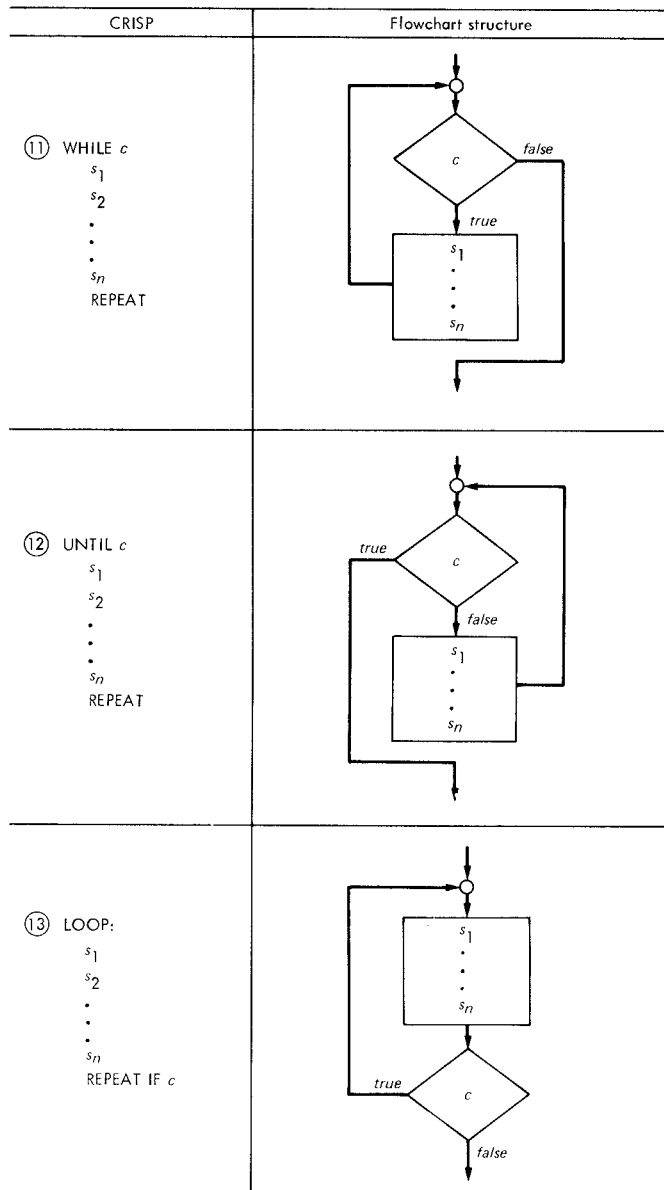 CRISP
Flowchart structure
⑪ WHILE c
s1
s2
.
.
.
sn
REPEAT
c
false
true
s1
.
.
.
sn
⑫ UNTIL c
s1
s2
.
.
.
sn
REPEAT
true
c
false
s1
.
.
.
sn
⑬ LOOP:
s1
s2
.
.
.
sn
REPEAT IF c
s1
.
.
.
sn
true
c
false